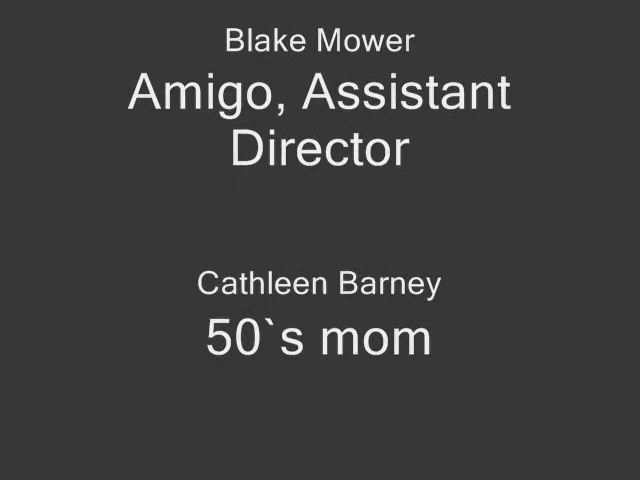 Blake Mower
Amigo, Assistant
Director
Cathleen Barney
50`s mom